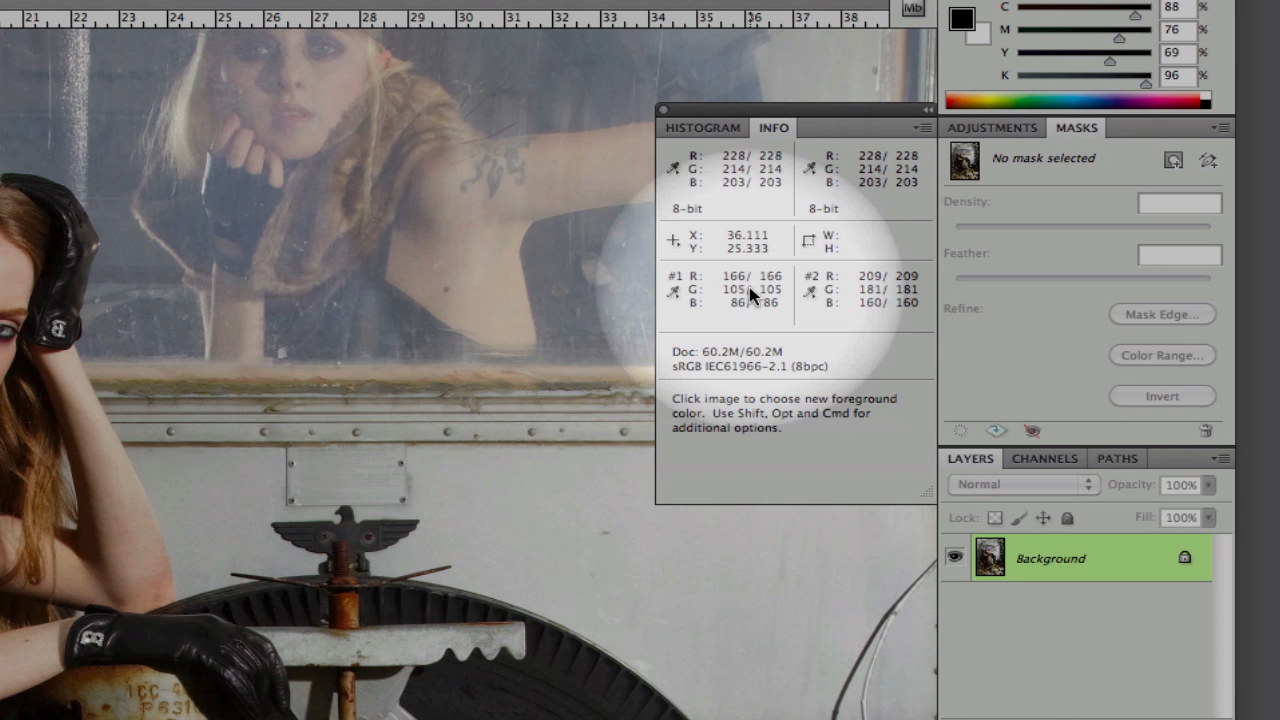 21 22 23 24 25 26 27 28 29 30 31 32 33 34 35 36 37 38
Mb
C 88 %
M 76 %
Y 69 %
K 96 %
HISTOGRAM INFO
R: 228/ 228 R: 228/ 228
G: 214/ 214 G: 214/ 214
B: 203/ 203 B: 203/ 203
8-bit 8-bit
X: 36.111 W:
Y: 25.333 H:
#1 R: 166/ 166 #2 R: 209/ 209
G: 105/ 105 G: 181/ 181
B: 86/ 86 B: 160/ 160
Doc: 60.2M/60.2M
sRGB IEC61966-2.1 (8bpc)
Click image to choose new foreground
color. Use Shift, Opt and Cmd for
additional options.
ADJUSTMENTS MASKS
No mask selected
Density:
Feather:
Refine:
Mask Edge...
Color Range...
Invert
LAYERS CHANNELS PATHS
Normal Opacity: 100%
Lock: Fill: 100%
Background
B
B